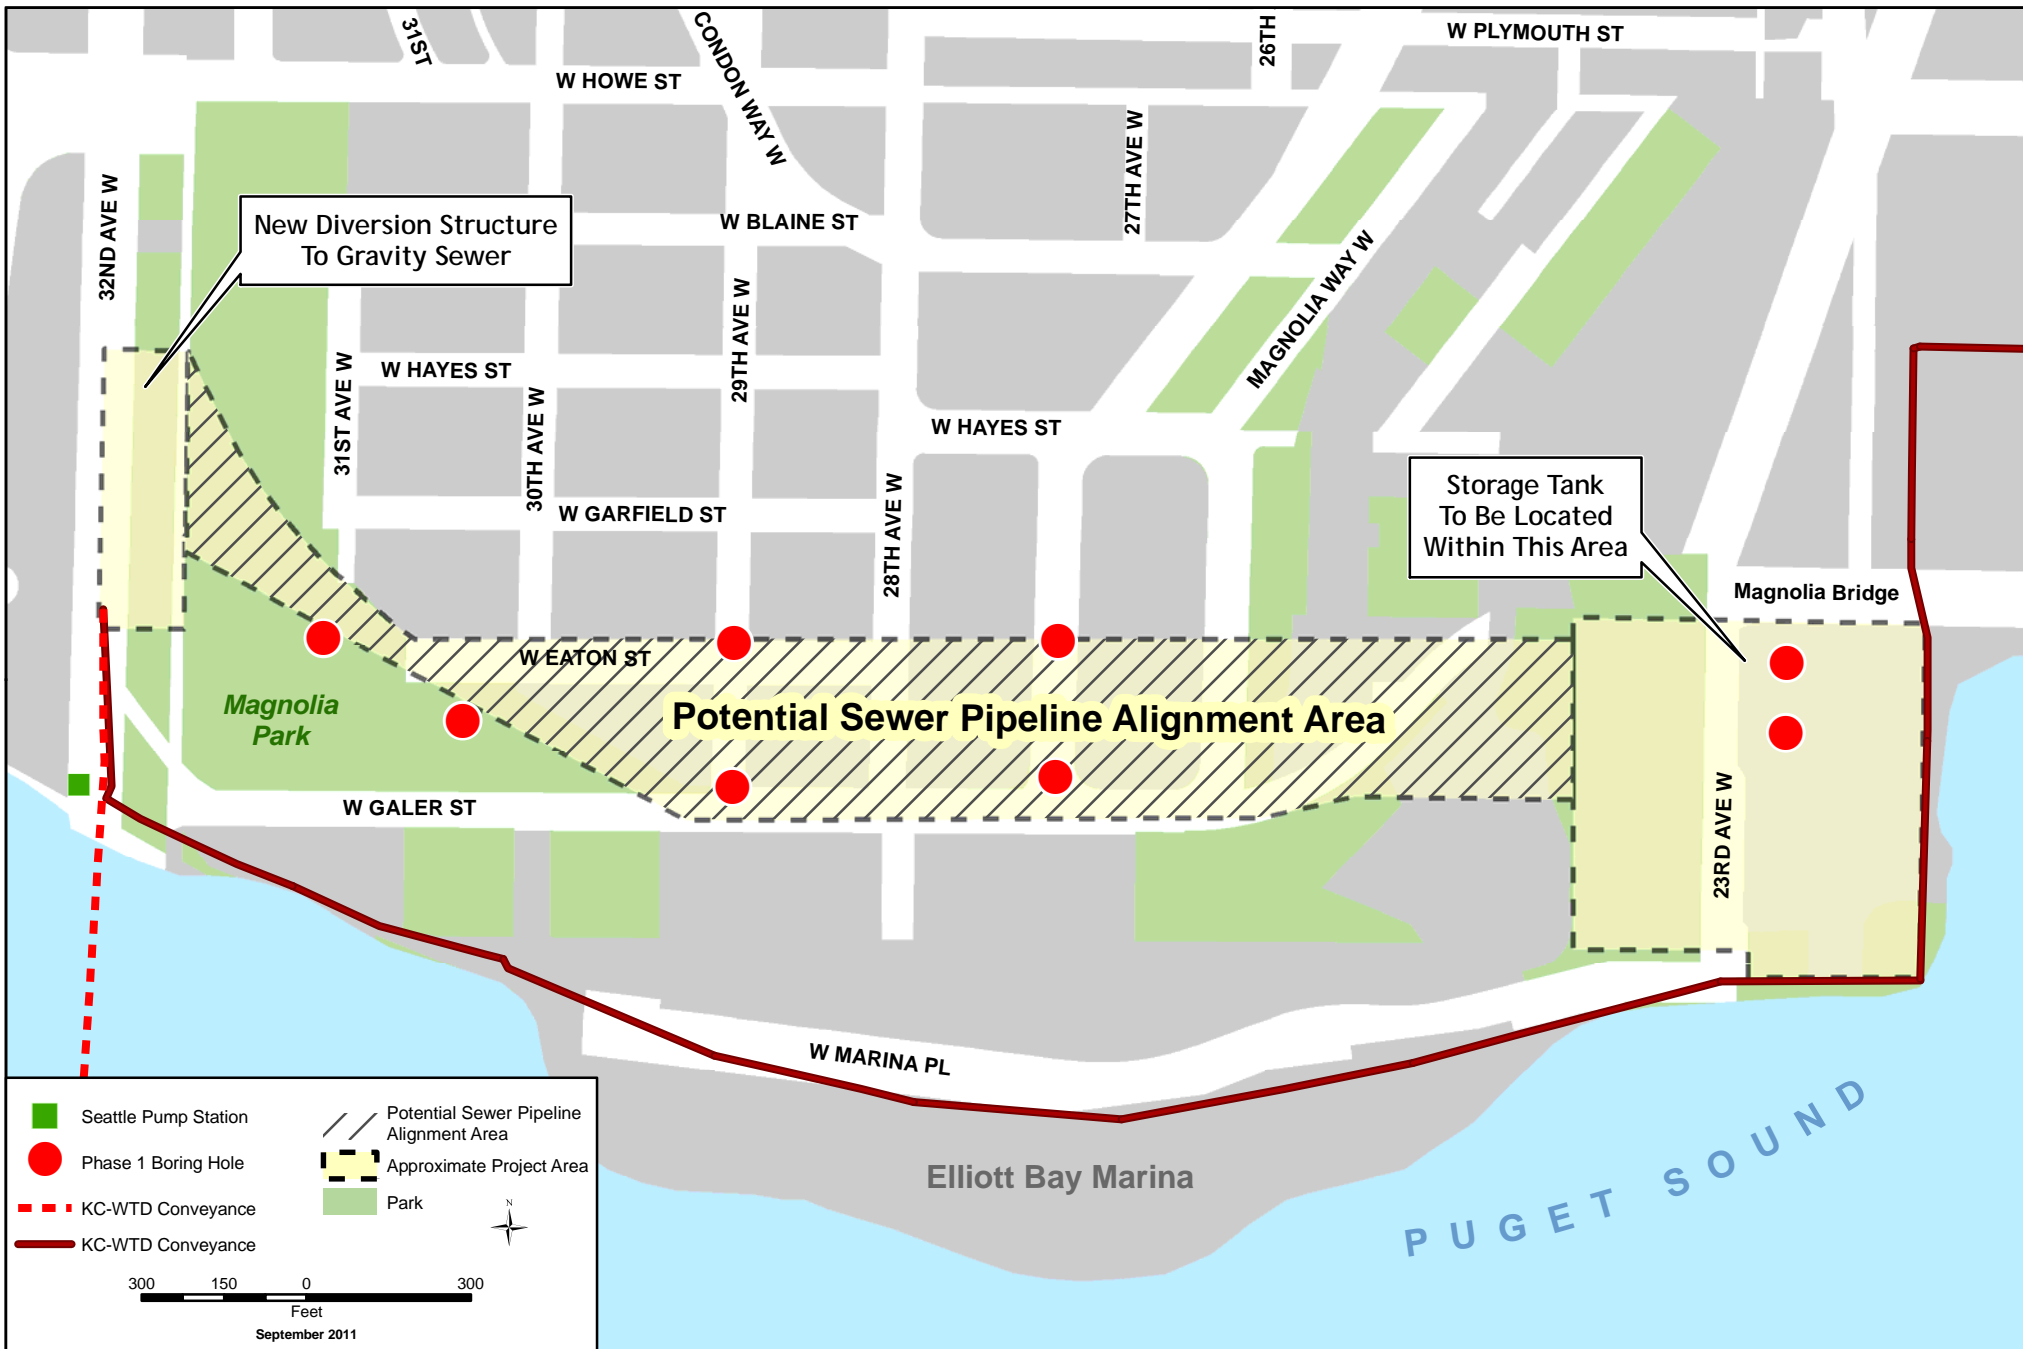 31ST
CONDON WAY W
26TH
W PLYMOUTH ST
W HOWE ST
27TH AVE W
32ND AVE W
New Diversion Structure
To Gravity Sewer
W BLAINE ST
MAGNOLIA WAY W
29TH AVE W
31ST AVE W
W HAYES ST
30TH AVE W
W HAYES ST
28TH AVE W
W GARFIELD ST
Storage Tank
To Be Located
Within This Area
Magnolia Bridge
W EATON ST
Magnolia
Park
Potential Sewer Pipeline Alignment Area
W GALER ST
23RD AVE W
W MARINA PL
Elliott Bay Marina
PUGET SOUND
Seattle Pump Station
Phase 1 Boring Hole
KC-WTD Conveyance
KC-WTD Conveyance
Potential Sewer Pipeline
Alignment Area
Approximate Project Area
Park
N
300 150 0 300
Feet
September 2011